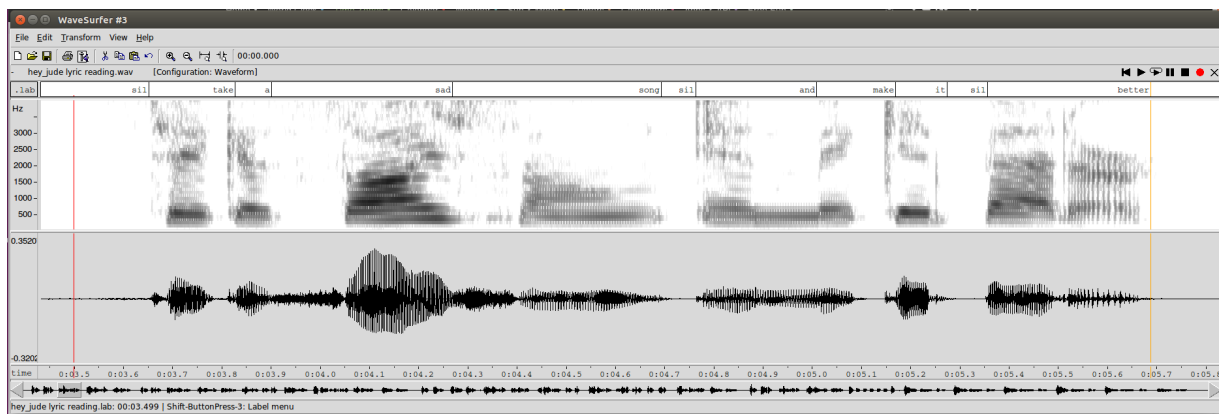 WaveSurfer #3
File Edit Transform View Help
00:00.000
- hey_jude lyric reading.wav [Configuration: Waveform]
.lab sil take a sad song sil and make it sil better
Hz
3000
2500
2000
1500
1000
500
0.3520
-0.3202
time 0:03.5 0:03.6 0:03.7 0:03.8 0:03.9 0:04.0 0:04.1 0:04.2 0:04.3 0:04.4 0:04.5 0:04.6 0:04.7 0:04.8 0:04.9 0:05.0 0:05.1 0:05.2 0:05.3 0:05.4 0:05.5 0:05.6 0:05.7 0:05.8
hey_jude lyric reading.lab: 00:03.499 | Shift-ButtonPress-3: Label menu